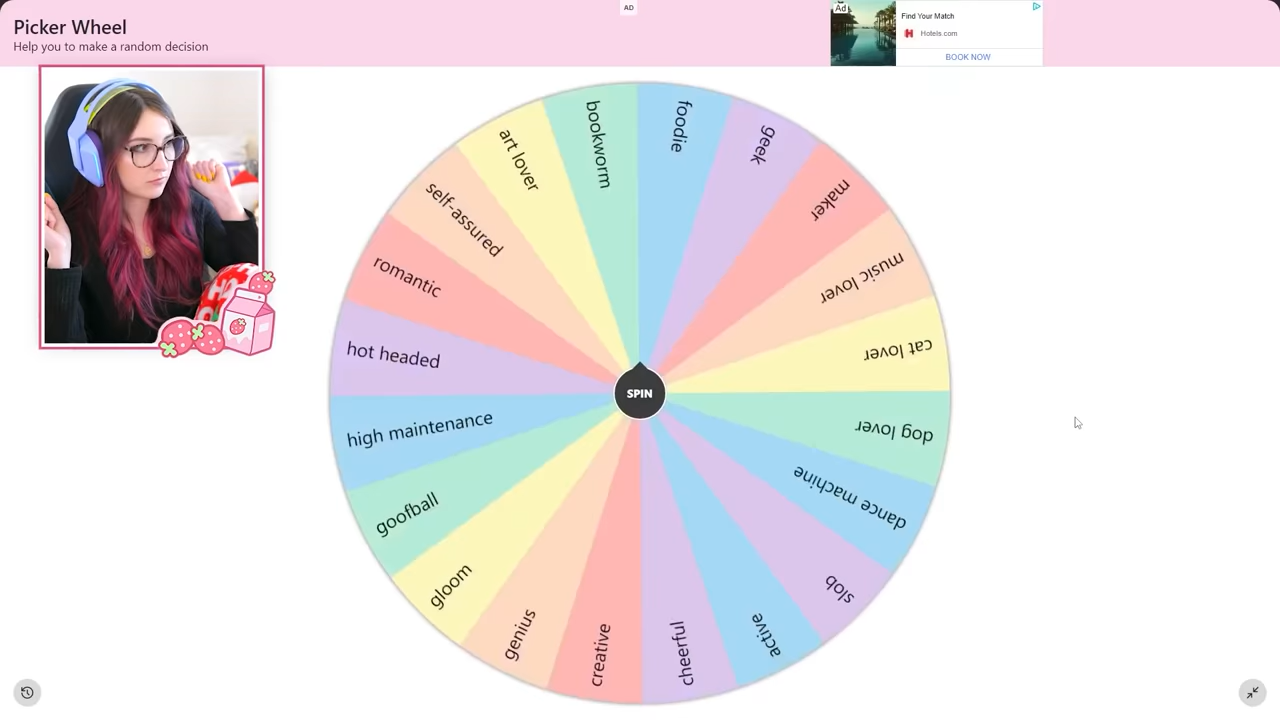 Picker Wheel
Help you to make a random decision
AD
Ad
Find Your Match
Hotels.com
BOOK NOW
foodie
geek
maker
music lover
cat lover
dog lover
dance machine
slob
active
cheerful
creative
genius
gloom
goofball
high maintenance
hot headed
romantic
self-assured
art lover
bookworm
SPIN